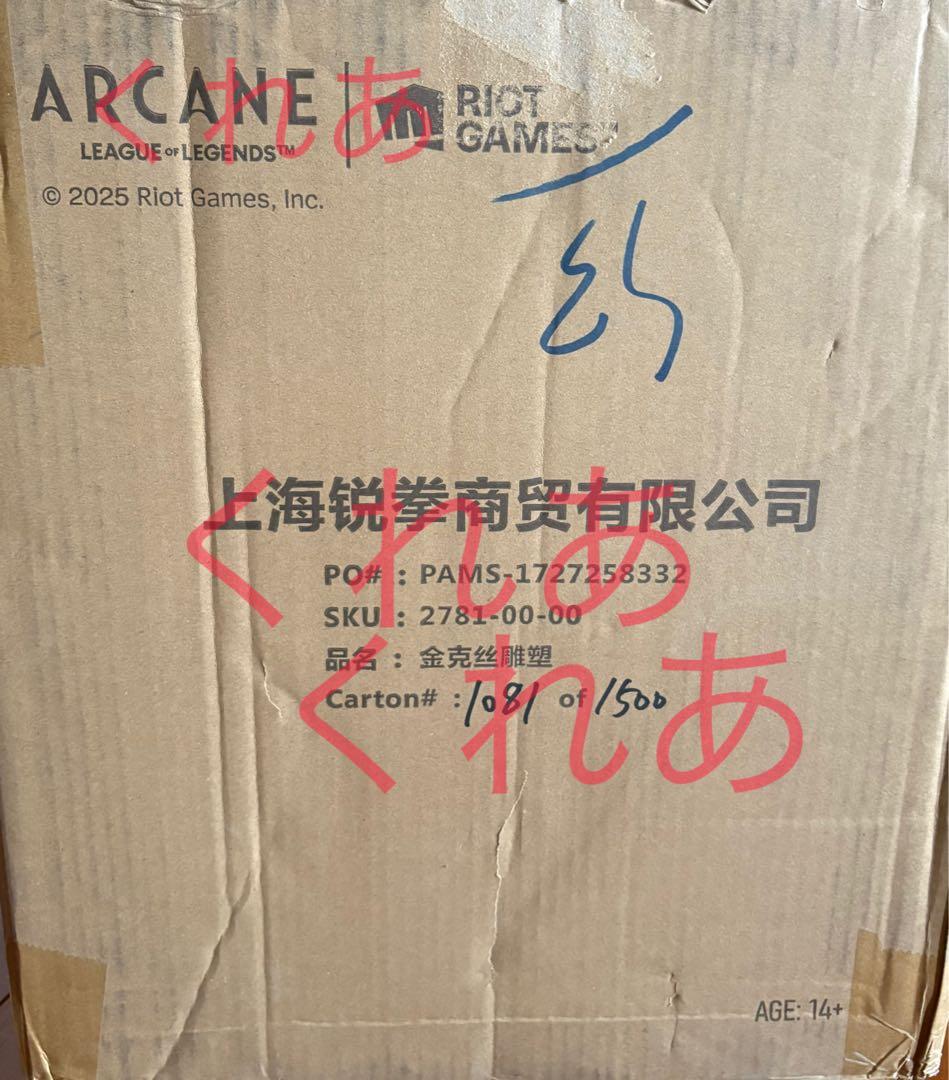 ARCANE
LEAGUE OF LEGENDS™
RIOT
GAMES
くれあ
© 2025 Riot Games, Inc.
上海锐拳商贸有限公司
くれあ
PO# : PAMS-1727258332
SKU : 2781-00-00
品名 : 金克丝雕塑
Carton# : 1081 of 1500
くれあ
AGE: 14+